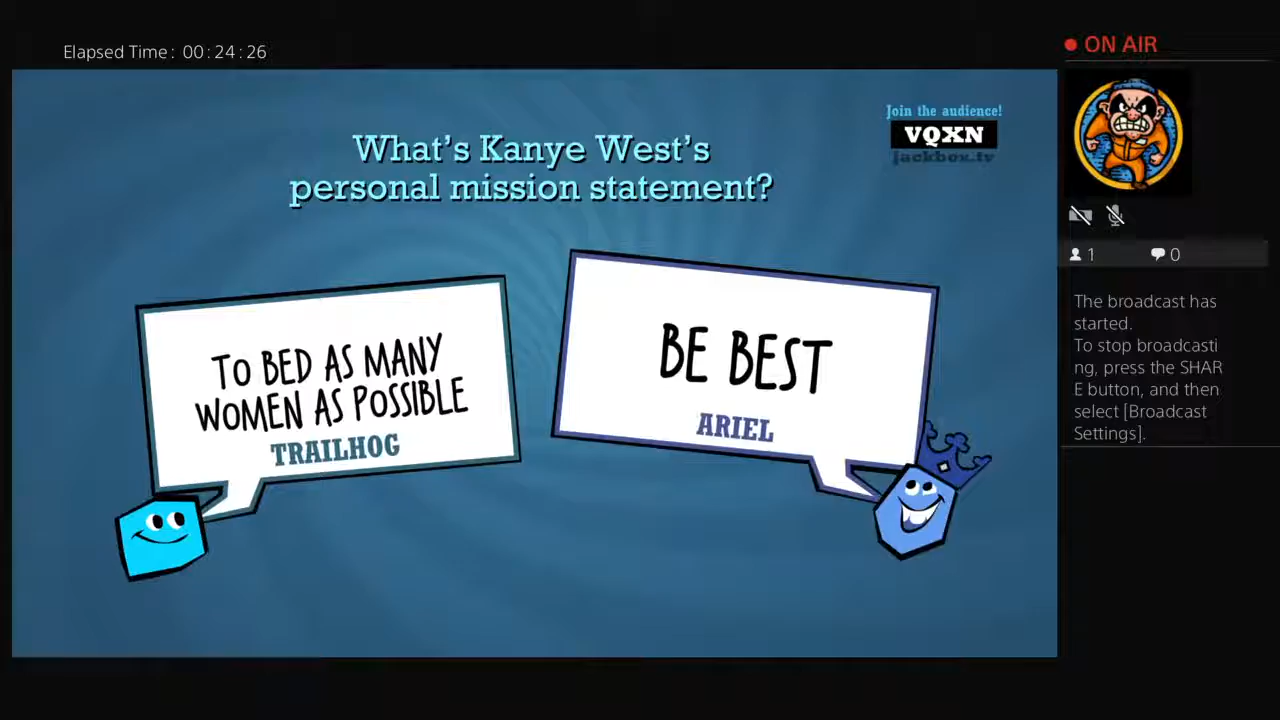 Elapsed Time: 00:24:26
ON AIR
Join the audience!
VQXN
jackbox.tv
What's Kanye West's
personal mission statement?
TO BED AS MANY
WOMEN AS POSSIBLE
TRAILHOG
BE BEST
ARIEL
1
0
The broadcast has
started.
To stop broadcasti
ng, press the SHAR
E button, and then
select [Broadcast
Settings].